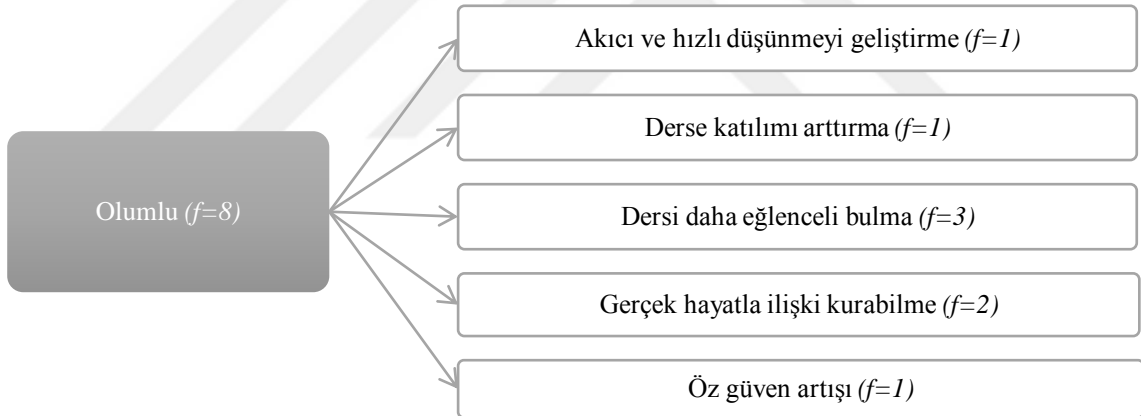 Akıcı ve hızlı düşünmeyi geliştirme (f=1)
Derse katılımı arttırma (f=1)
Olumlu (f=8)
Dersi daha eğlenceli bulma (f=3)
Gerçek hayatla ilişki kurabilme (f=2)
Öz güven artışı (f=1)